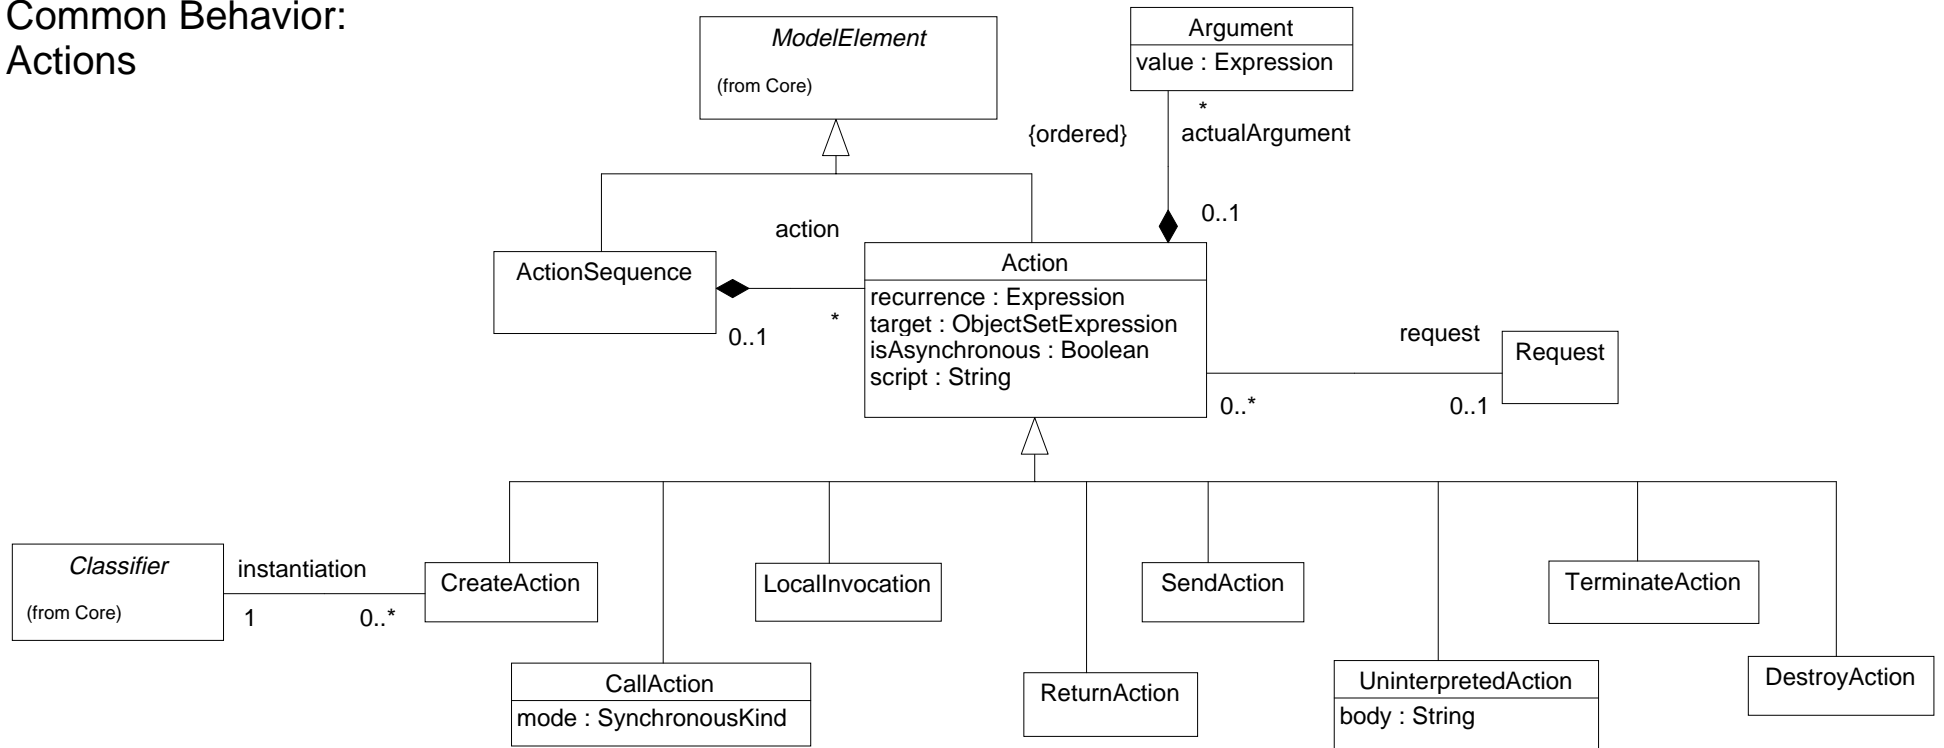 Common Behavior:
Actions
ModelElement
(from Core)
Argument
value : Expression
*
{ordered}
actualArgument
0..1
action
ActionSequence
0..1
*
Action
recurrence : Expression
target : ObjectSetExpression
isAsynchronous : Boolean
script : String
request
Request
0..*
0..1
Classifier
(from Core)
instantiation
1
0..*
CreateAction
LocalInvocation
SendAction
TerminateAction
CallAction
mode : SynchronousKind
ReturnAction
UninterpretedAction
body : String
DestroyAction